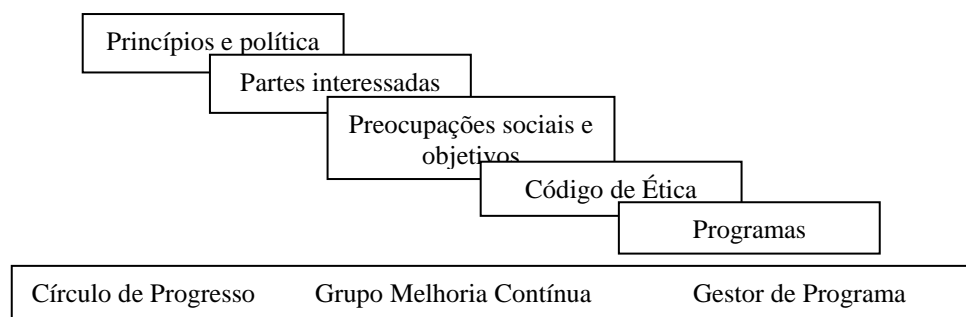 Princípios e política
Partes interessadas
Preocupações sociais e
objetivos
Código de Ética
Programas
Círculo de Progresso Grupo Melhoria Contínua Gestor de Programa